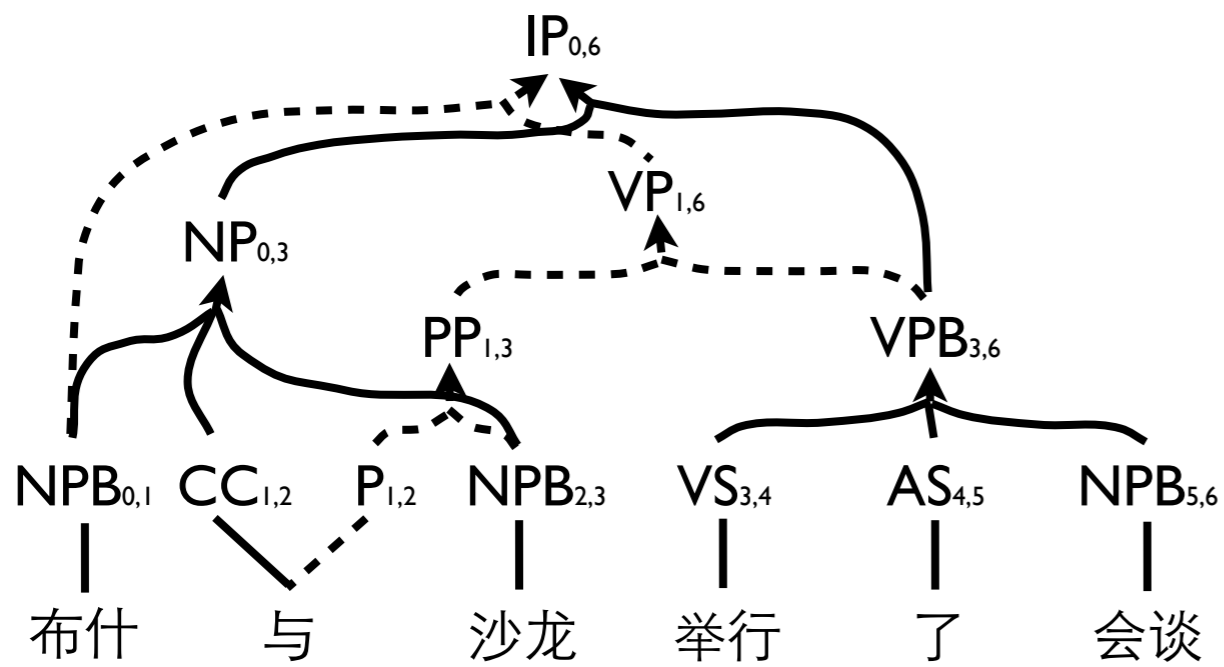 IP0,6
VP1,6
NP0,3
PP1,3 VPB3,6
NPB0,1 CC1,2 P1,2 NPB2,3 VS3,4 AS4,5 NPB5,6
布什 与 沙龙 举行 了 会谈